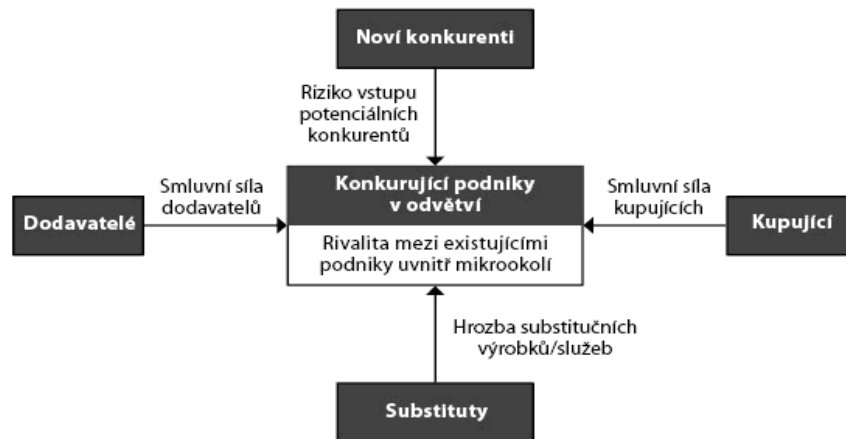 Noví konkurenti
Riziko vstupu
potenciálních
konkurentů
Smluvní síla
dodavatelů
Dodavatelé
Konkurující podniky
v odvětví
Rivalita mezi existujícími
podniky uvnitř mikrookolí
Smluvní síla
kupujících
Kupující
Hrozba substitučních
výrobků/služeb
Substituty